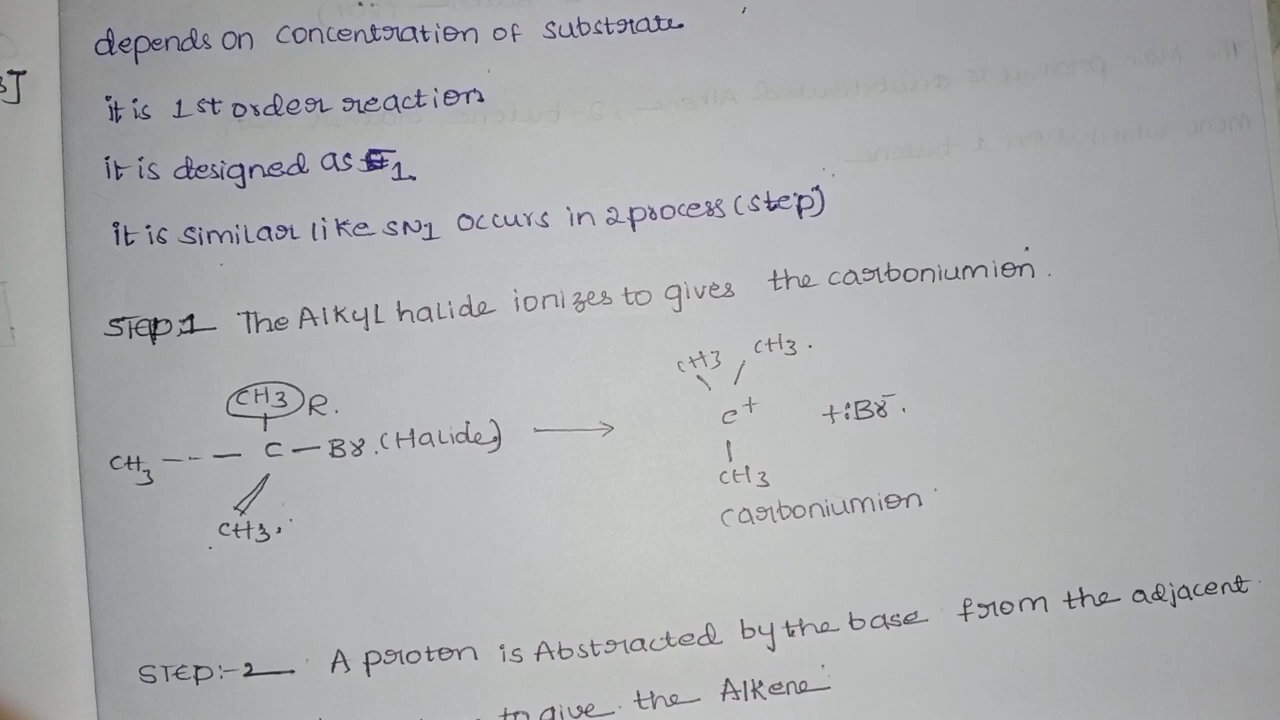 depends on concentration of substrate
it is 1st order reaction
it is designed as E1
it is similar like SN1 occurs in 2 process (step)
STEP:1 The Alkyl halide ionizes to gives the carboniumion.
CH3 R.
CH3 --- C — Br. (Halide) ⟶
CH3.
CH3 CH3.
C+ + :Br-.
CH3
carboniumion
STEP:-2 A proton is Abstracted by the base from the adjacent
to give the Alkene